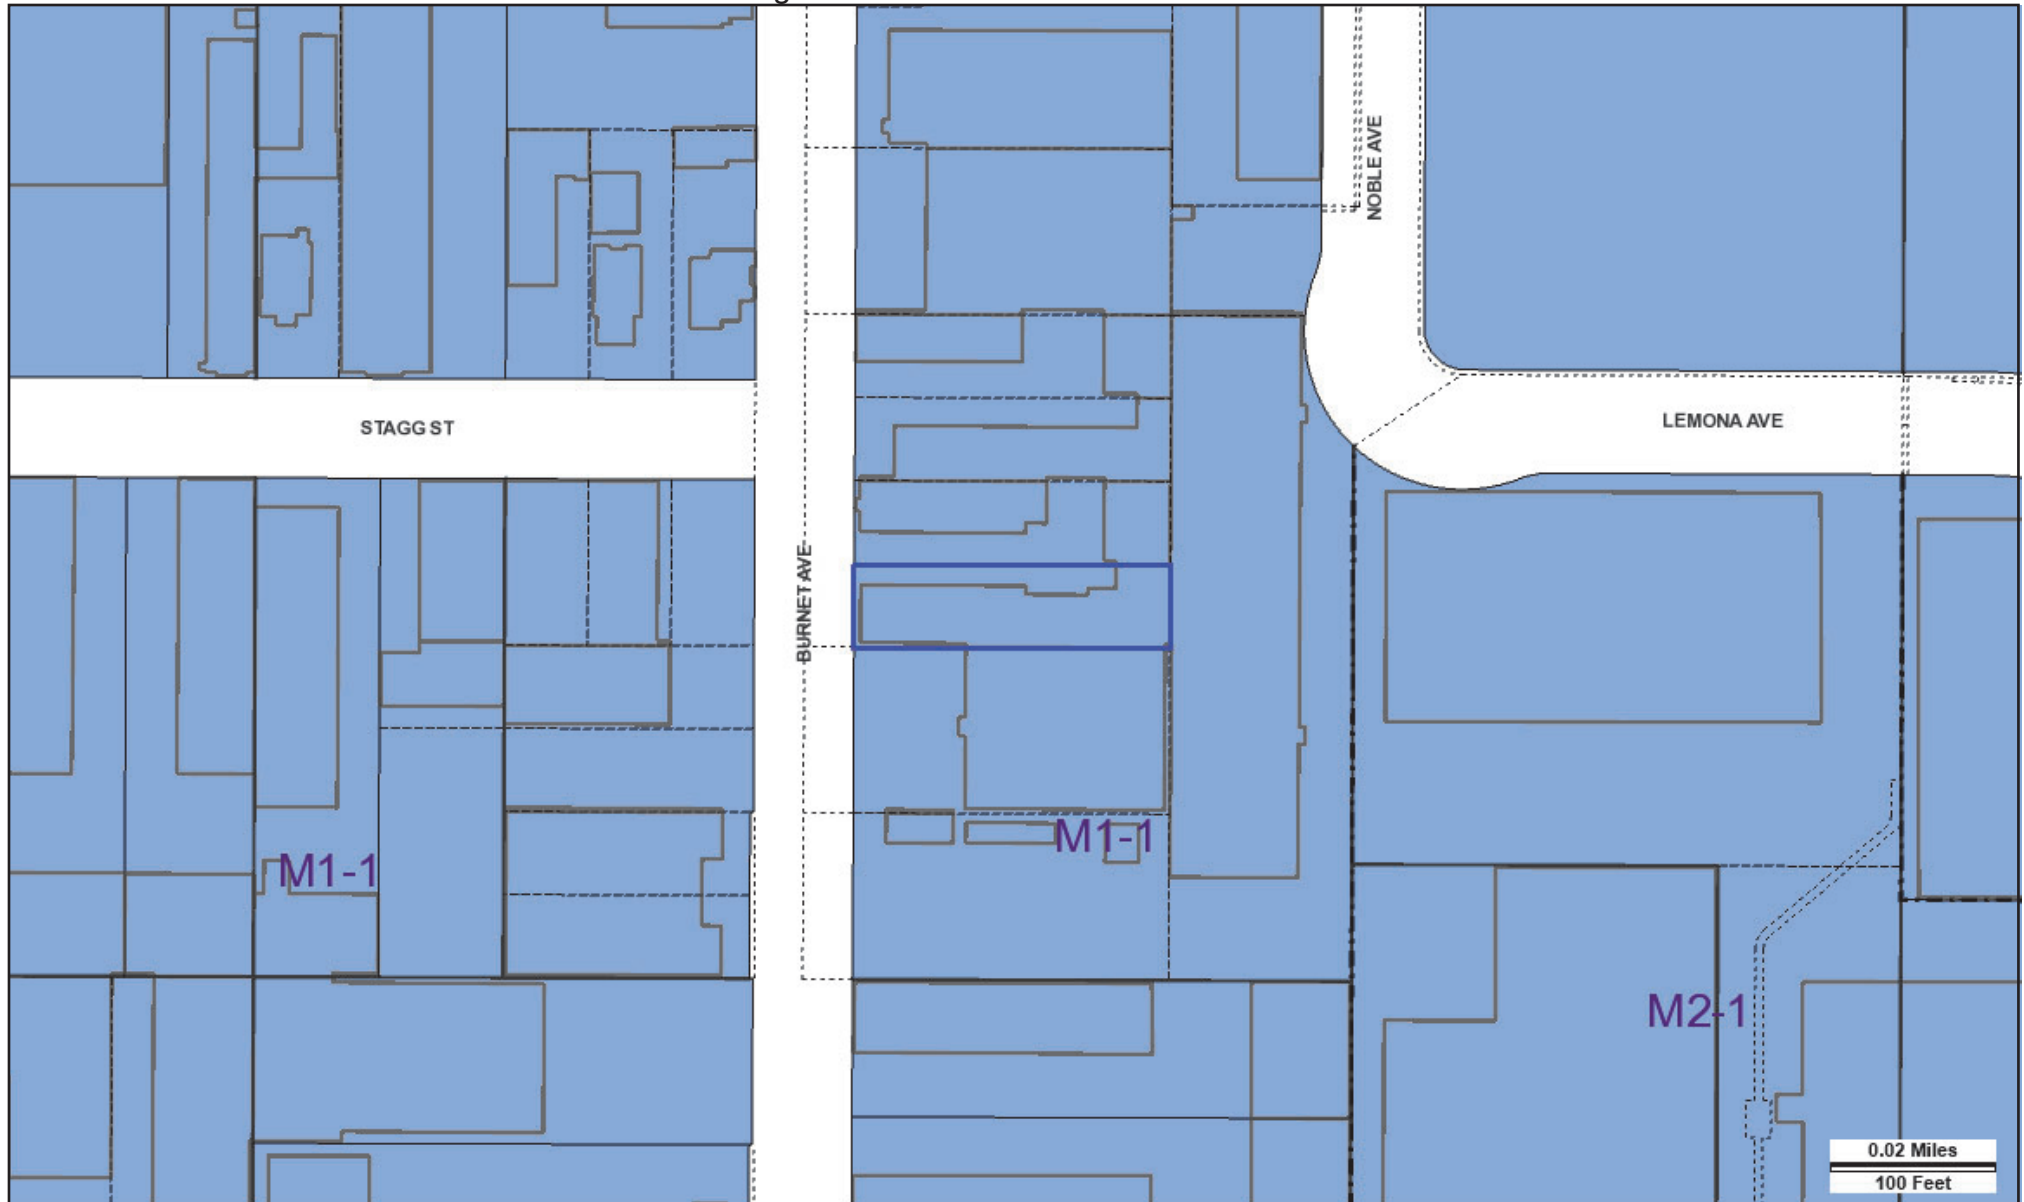 NOBLE AVE
STAGG ST
LEMONA AVE
BURNET AVE
M1-1
M1-1
M2-1
0.02 Miles
100 Feet